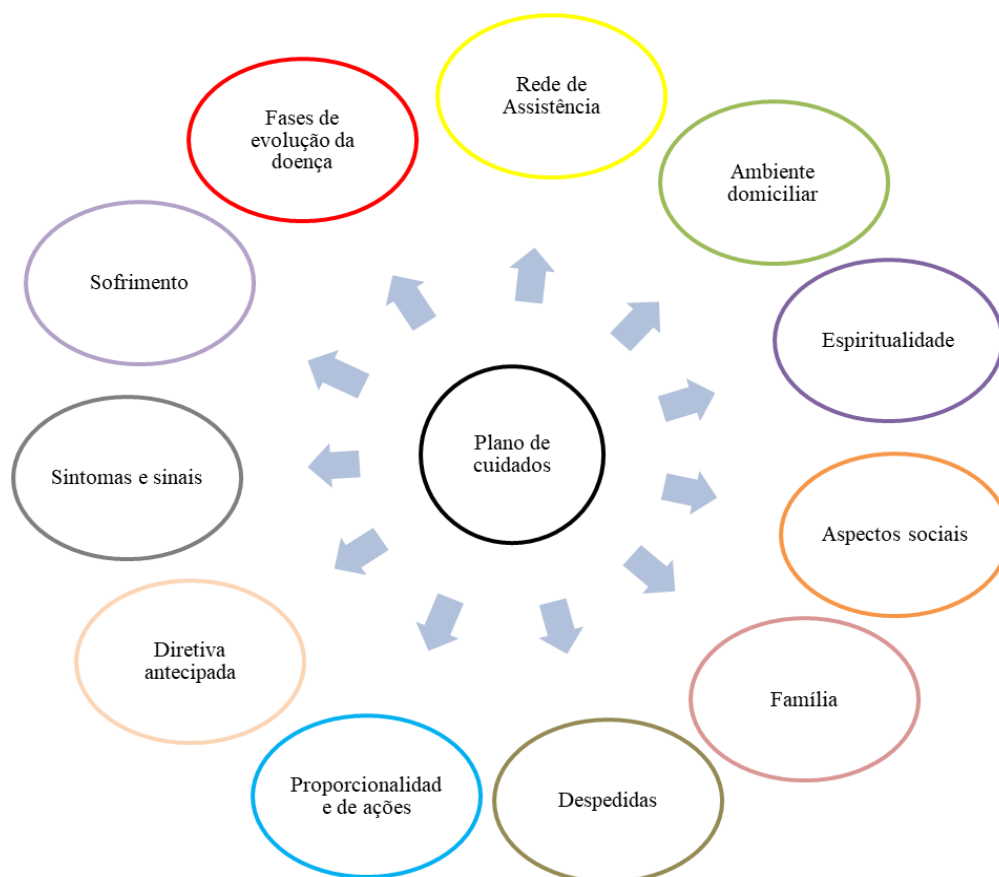 Rede de
Assistência
Fases de
evolução da
doença
Ambiente
domiciliar
Sofrimento
Espiritualidade
Plano de
cuidados
Sintomas e sinais
Aspectos sociais
Diretiva
antecipada
Família
Proporcionalidad
e de ações
Despedidas